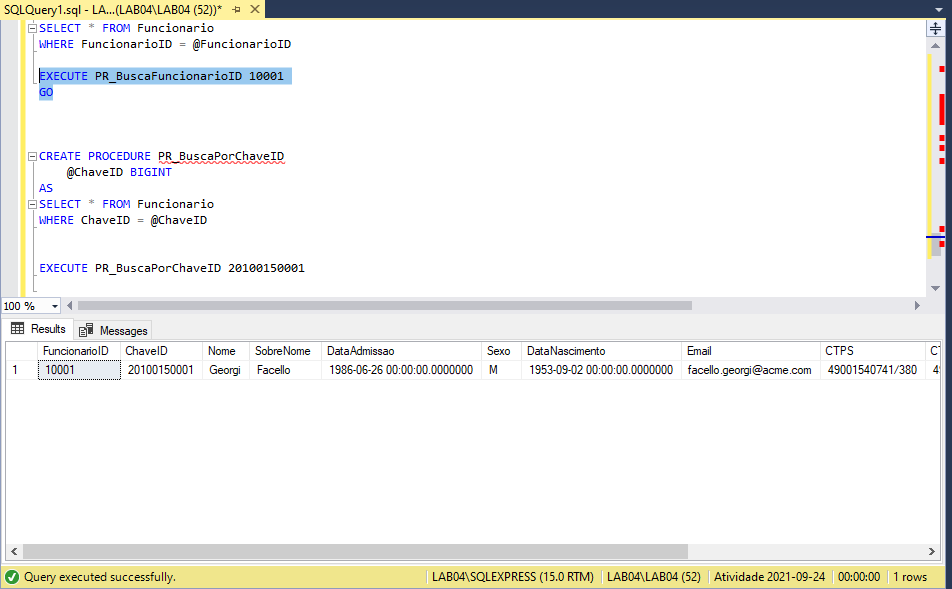 SQLQuery1.sql - LA...(LAB04\LAB04 (52))*
SELECT * FROM Funcionario
WHERE FuncionarioID = @FuncionarioID
EXECUTE PR_BuscaFuncionarioID 10001
GO
CREATE PROCEDURE PR_BuscaPorChaveID
@ChaveID BIGINT
AS
SELECT * FROM Funcionario
WHERE ChaveID = @ChaveID
EXECUTE PR_BuscaPorChaveID 20100150001
100 %
Results Messages
FuncionarioID ChaveID Nome SobreNome DataAdmissao Sexo DataNascimento Email CTPS
1 10001 20100150001 Georgi Facello 1986-06-26 00:00:00.0000000 M 1953-09-02 00:00:00.0000000 facello.georgi@acme.com 49001540741/380
Query executed successfully. LAB04\SQLEXPRESS (15.0 RTM) LAB04\LAB04 (52) Atividade 2021-09-24 00:00:00 1 rows